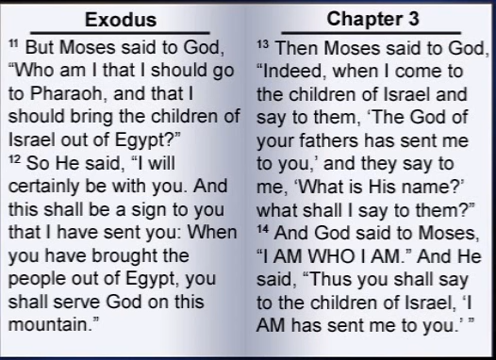 Exodus
¹¹ But Moses said to God,
“Who am I that I should go
to Pharaoh, and that I
should bring the children of
Israel out of Egypt?”
¹² So He said, “I will
certainly be with you. And
this shall be a sign to you
that I have sent you: When
you have brought the
people out of Egypt, you
shall serve God on this
mountain.”
Chapter 3
¹³ Then Moses said to God,
“Indeed, when I come to
the children of Israel and
say to them, ‘The God of
your fathers has sent me
to you,’ and they say to
me, ‘What is His name?’
what shall I say to them?”
¹⁴ And God said to Moses,
“I AM WHO I AM.” And He
said, “Thus you shall say
to the children of Israel, ‘I
AM has sent me to you.’ ”